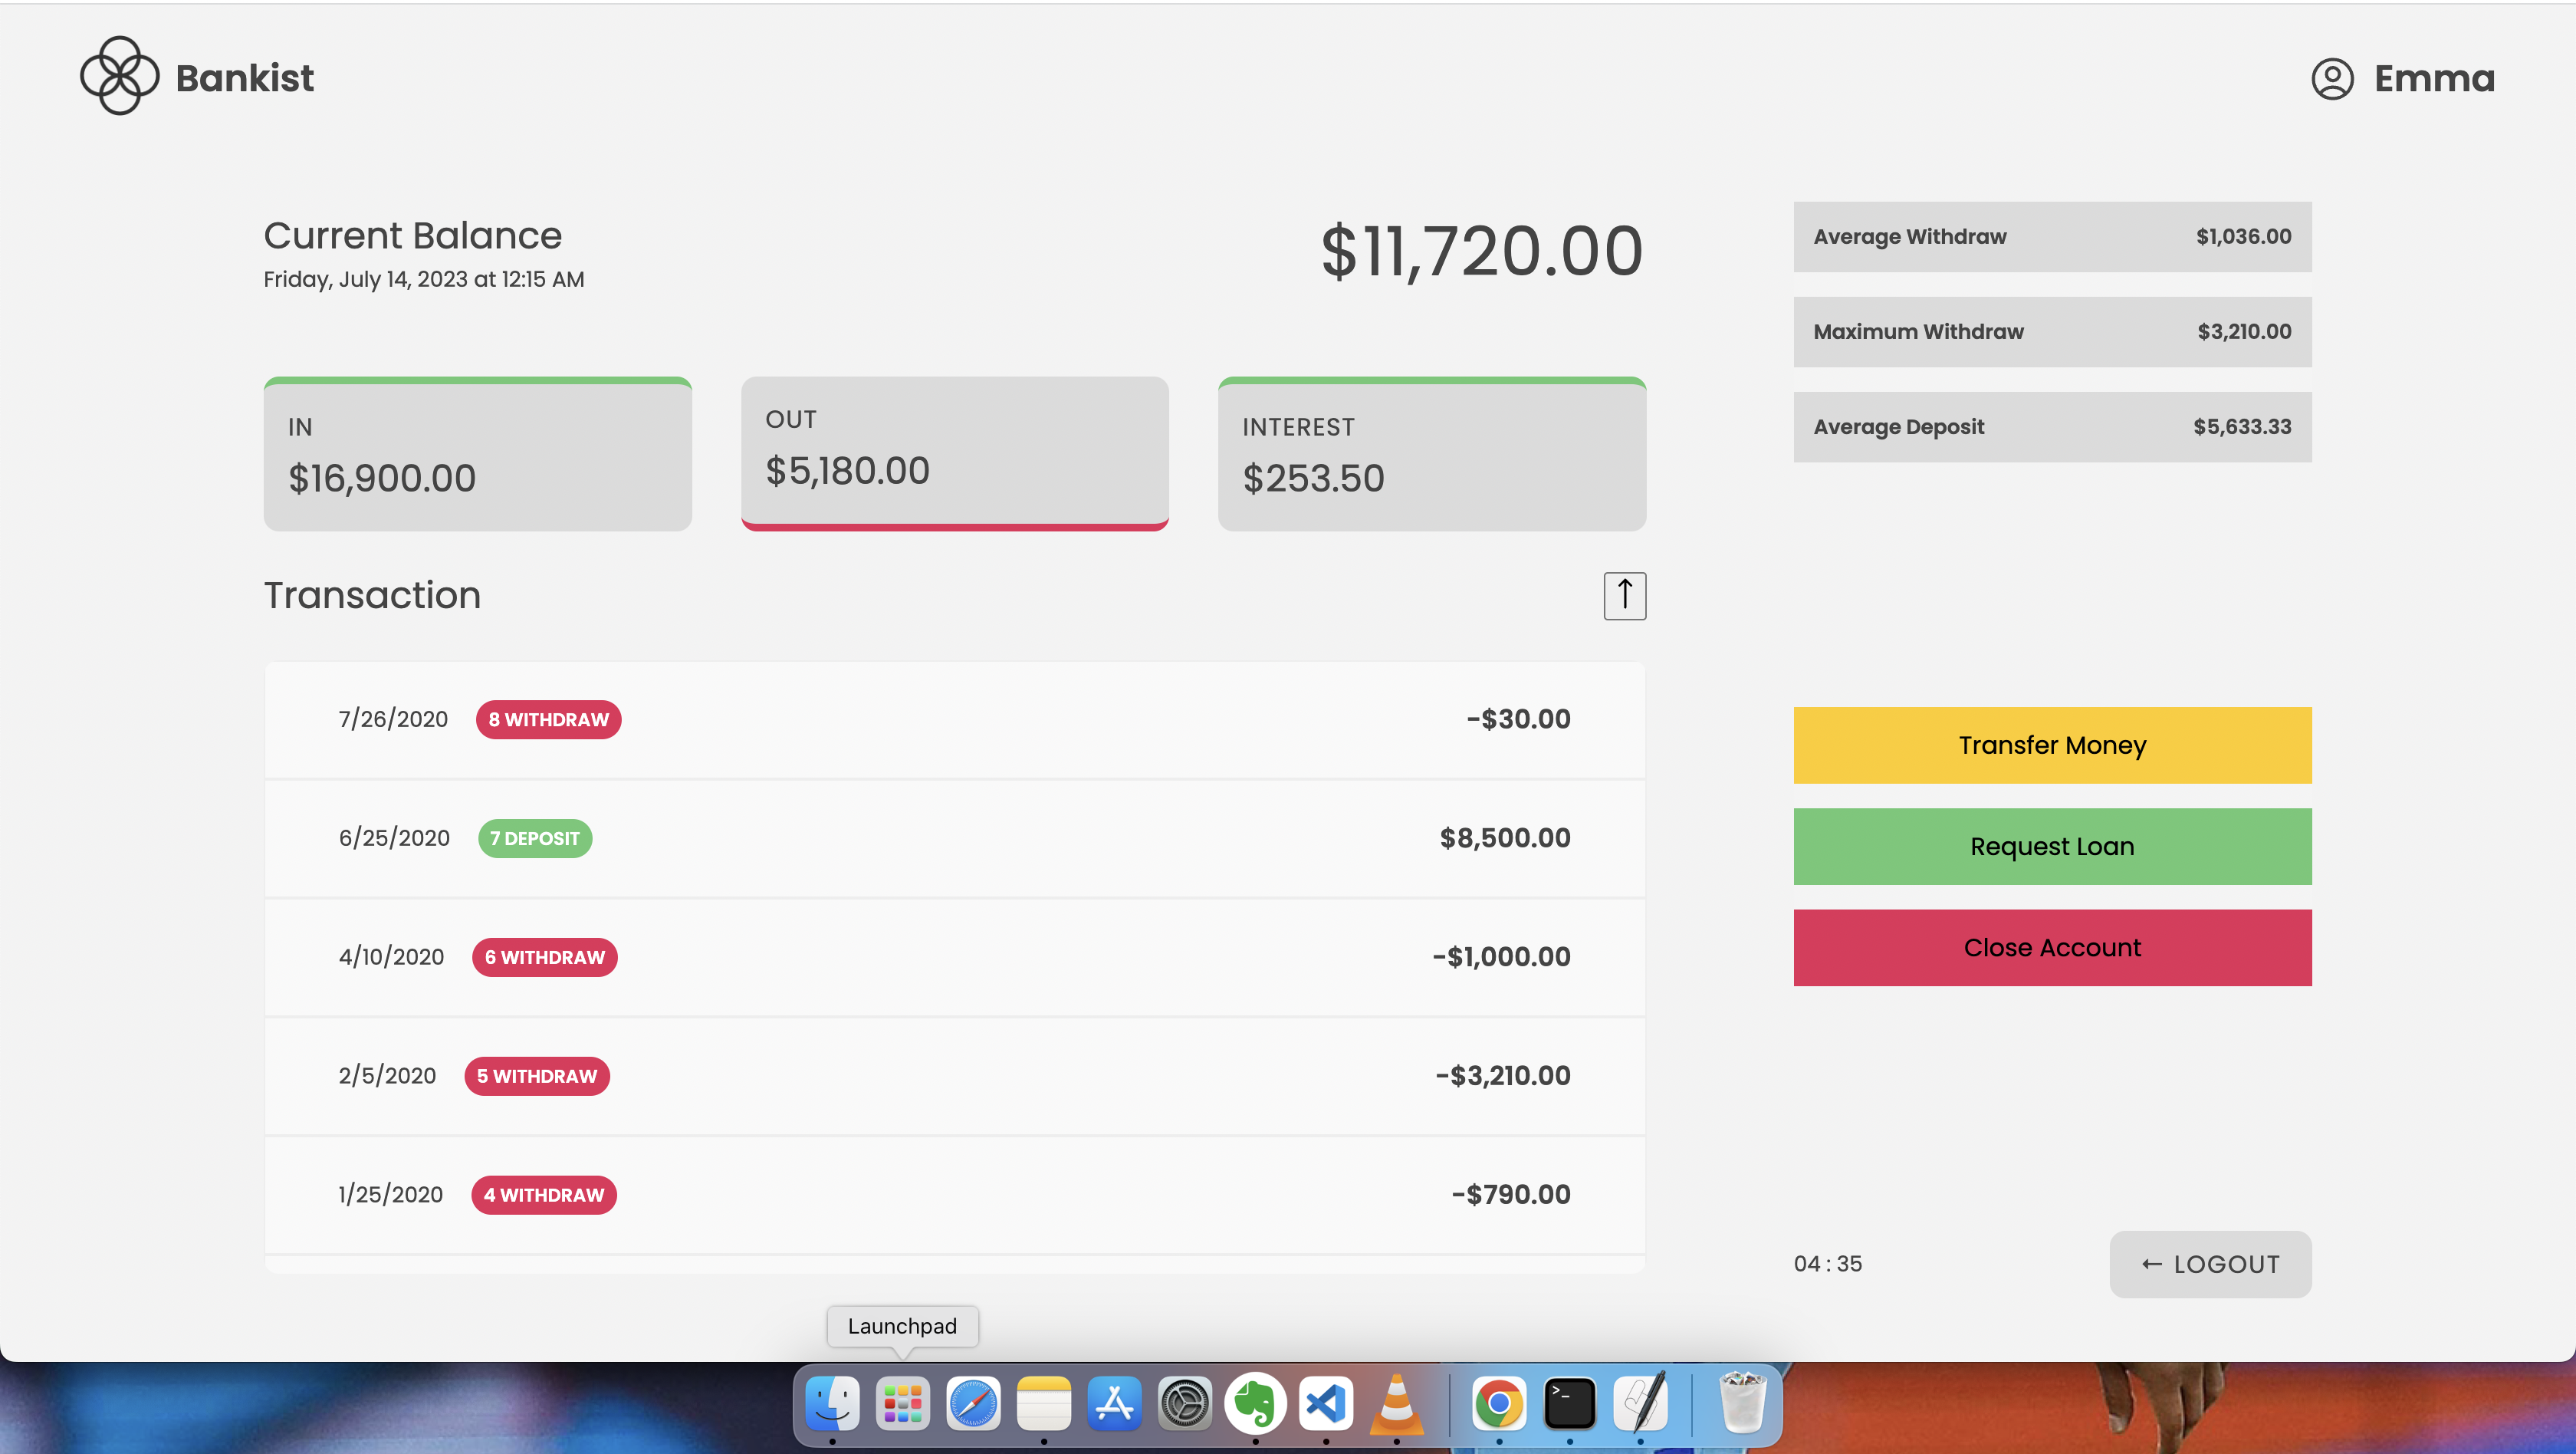 Bankist
Emma
Current Balance
Friday, July 14, 2023 at 12:15 AM
$11,720.00
IN
$16,900.00
OUT
$5,180.00
INTEREST
$253.50
Average Withdraw $1,036.00
Maximum Withdraw $3,210.00
Average Deposit $5,633.33
Transaction
↑
7/26/2020 8 WITHDRAW -$30.00
6/25/2020 7 DEPOSIT $8,500.00
4/10/2020 6 WITHDRAW -$1,000.00
2/5/2020 5 WITHDRAW -$3,210.00
1/25/2020 4 WITHDRAW -$790.00
Transfer Money
Request Loan
Close Account
04 : 35
← LOGOUT
Launchpad
>_